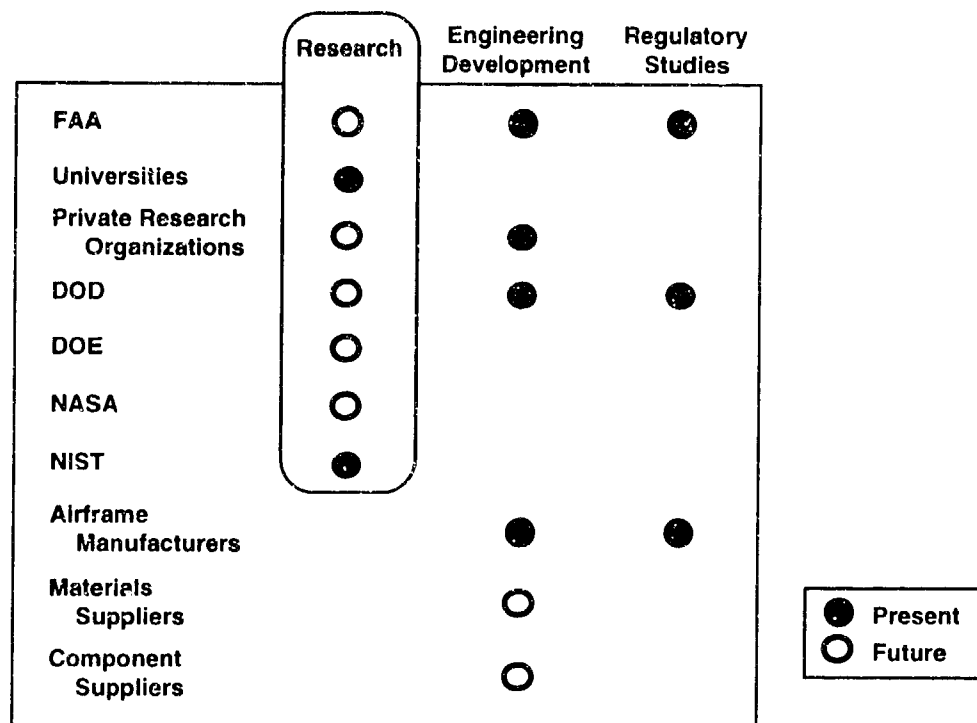 Research
Engineering
Development
Regulatory
Studies
FAA
Universities
Private Research
Organizations
DOD
DOE
NASA
NIST
Airframe
Manufacturers
Materials
Suppliers
Component
Suppliers
Present
Future